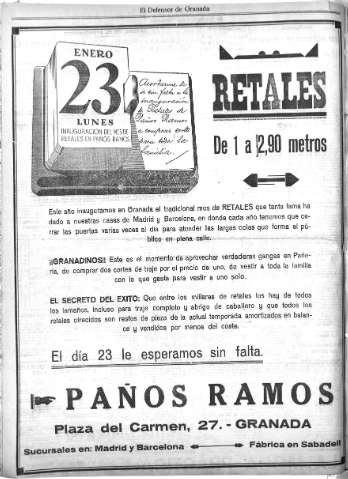 El Defensor de Granada
ENERO
23
LUNES
INAUGURACION DEL MES DE
RETALES EN PAÑOS RAMOS
RETALES
De 1 a 2,90 metros
Este año inauguramos en Granada el tradicional mes de RETALES que tanta fama ha
dado a nuestras casas de Madrid y Barcelona, en donde cada año tenemos que ce-
rrar las puertas varias veces al día para atender las largas colas que forma el pú-
blico en plena calle.
¡GRANADINOS! Este es el momento de aprovechar verdaderas gangas en Pañe-
ría, de comprar dos cortes de traje por el precio de uno, de vestir a toda la familia
con lo que gasta para vestir a uno solo.
EL SECRETO DEL EXITO: Que entre los millares de retales los hay de todos
los tamaños, incluso para traje completo y abrigo de caballero y que todos los
retales ofrecidos son restos de pieza de la actual temporada amortizados en balan-
ce y vendidos por menos del coste.
El día 23 le esperamos sin falta.
PAÑOS RAMOS
Plaza del Carmen, 27.-GRANADA
Sucursales en: Madrid y Barcelona
Fábrica en Sabadell